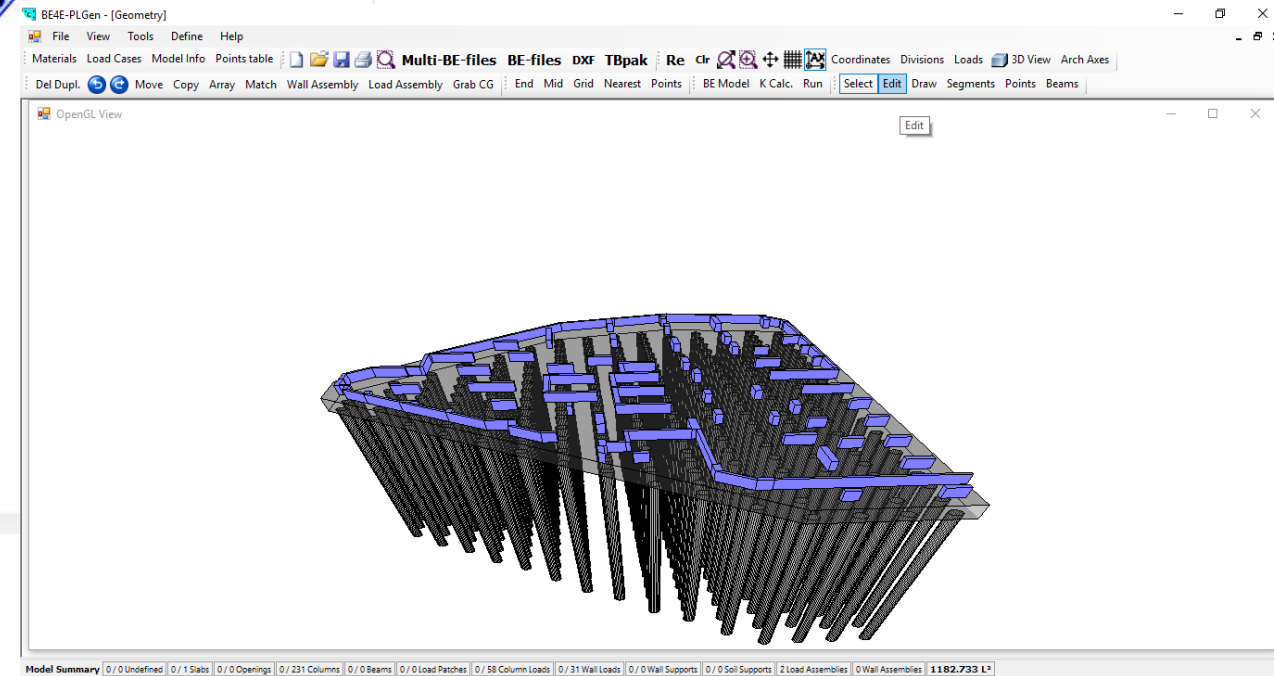 BE4E-PLGen - [Geometry]
File View Tools Define Help
Materials Load Cases Model Info Points table Multi-BE-files BE-files DXF TBpak Re Clr Coordinates Divisions Loads 3D View Arch Axes
Del Dupl. Move Copy Array Match Wall Assembly Load Assembly Grab CG End Mid Grid Nearest Points BE Model K Calc. Run Select Edit Draw Segments Points Beams
OpenGL View
Edit
Model Summary 0 / 0 Undefined 0 / 1 Slabs 0 / 0 Openings 0 / 231 Columns 0 / 0 Beams 0 / 0 Load Patches 0 / 58 Column Loads 0 / 31 Wall Loads 0 / 0 Wall Supports 0 / 0 Soil Supports 2 Load Assemblies 0 Wall Assemblies 1182.733 L²